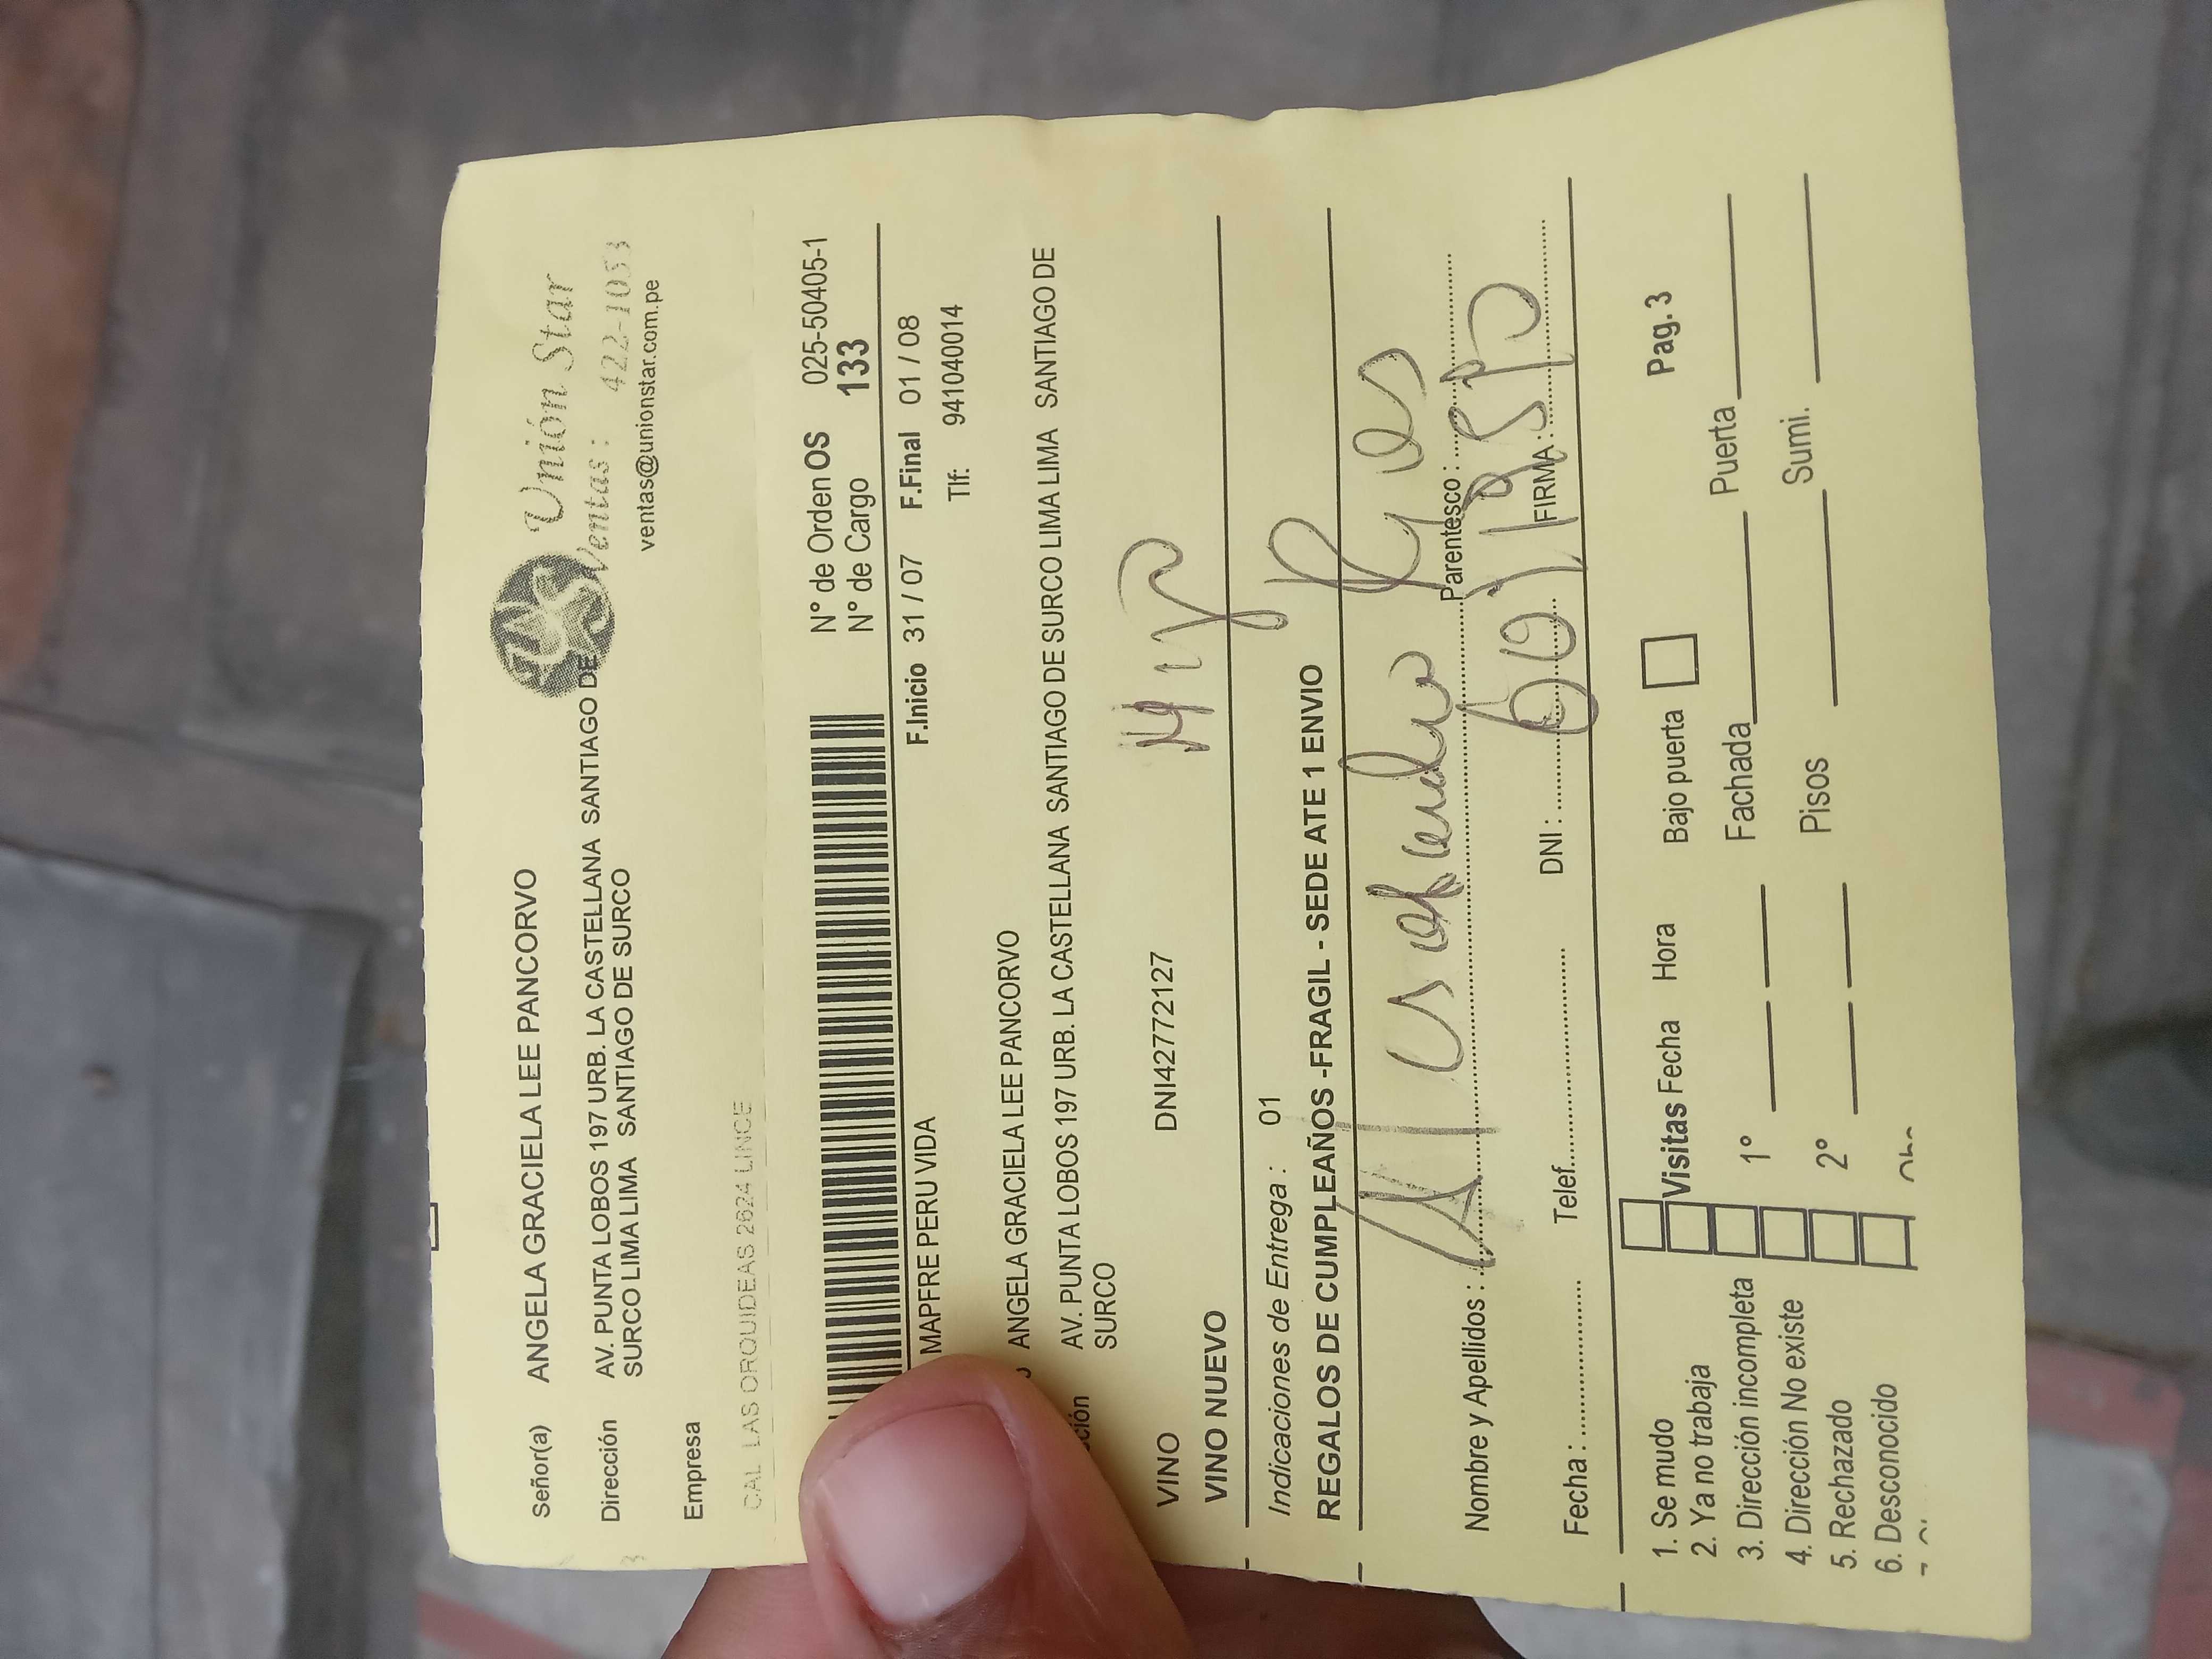 Unión Star
Ventas : 422-1053
ventas@unionstar.com.pe
Señor(a) ANGELA GRACIELA LEE PANCORVO
Dirección AV. PUNTA LOBOS 197 URB. LA CASTELLANA SANTIAGO DE
SURCO LIMA LIMA SANTIAGO DE SURCO
Empresa
CAL LAS ORQUIDEAS 2624 LINCE
N° de Orden OS 025-50405-1
N° de Cargo 133
MAPFRE PERU VIDA F.Inicio 31 / 07 F.Final 01 / 08
Tlf: 941040014
ANGELA GRACIELA LEE PANCORVO
AV. PUNTA LOBOS 197 URB. LA CASTELLANA SANTIAGO DE SURCO LIMA LIMA SANTIAGO DE
SURCO
VINO DNI42772127
VINO NUEVO
Indicaciones de Entrega : 01
REGALOS DE CUMPLEAÑOS -FRAGIL - SEDE ATE 1 ENVIO
Nombre y Apellidos : Parentesco :
Fecha : Telef. DNI : FIRMA :
1. Se mudo Visitas Fecha Hora Bajo puerta Pag. 3
2. Ya no trabaja
3. Dirección incompleta 1° Fachada Puerta
4. Dirección No existe
5. Rechazado 2° Pisos Sumi.
6. Desconocido